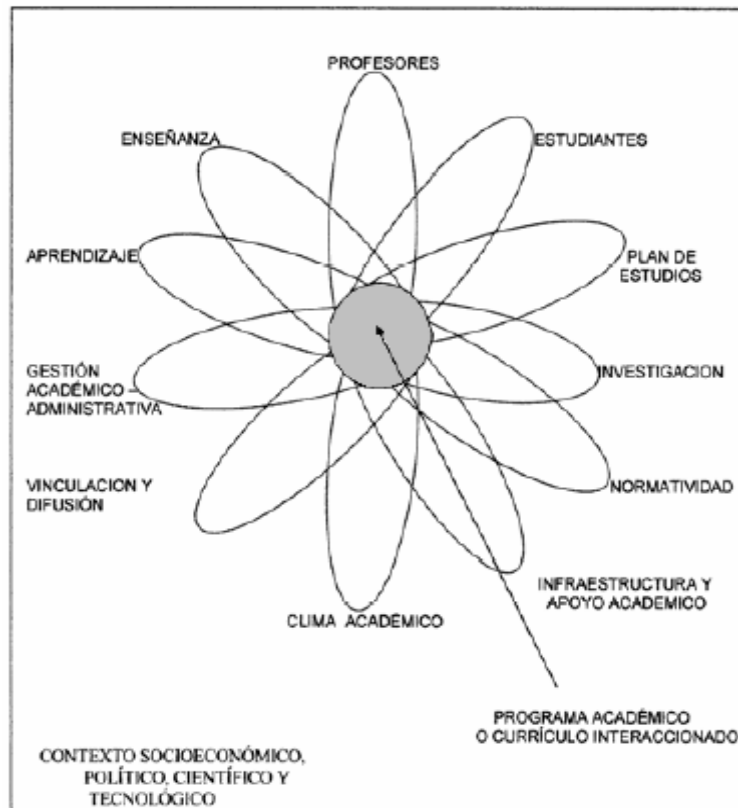 PROFESORES
ENSEÑANZA
ESTUDIANTES
APRENDIZAJE
PLAN DE
ESTUDIOS
GESTIÓN
ACADÉMICO –
ADMINISTRATIVA
INVESTIGACION
VINCULACION Y
DIFUSIÓN
NORMATIVIDAD
INFRAESTRUCTURA Y
APOYO ACADEMICO
CLIMA ACADÉMICO
PROGRAMA ACADÉMICO
O CURRÍCULO INTERACCIONADO
CONTEXTO SOCIOECONÓMICO,
POLÍTICO, CIENTÍFICO Y
TECNOLÓGICO